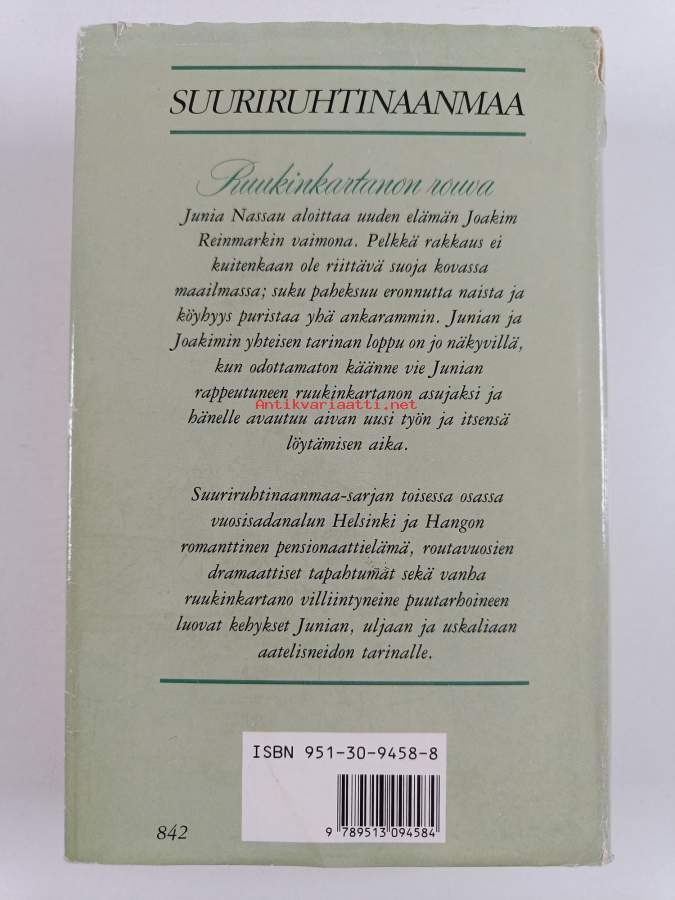 SUURIRUHTINAANMAA
Ruukinkartanon rouva
Junia Nassau aloittaa uuden elämän Joakim
Reinmarkin vaimona. Pelkkä rakkaus ei
kuitenkaan ole riittävä suoja kovassa
maailmassa; suku paheksuu eronnutta naista ja
köyhyys puristaa yhä ankarammin. Junian ja
Joakimin yhteisen tarinan loppu on jo näkyvillä,
kun odottamaton käänne vie Junian
rappeutuneen ruukinkartanon asujaksi ja
Antikvariaatti.net
hänelle avautuu aivan uusi työn ja itsensä
löytämisen aika.
Suuriruhtinaanmaa-sarjan toisessa osassa
vuosisadanalun Helsinki ja Hangon
romanttinen pensionaattielämä, routavuosien
dramaattiset tapahtumat sekä vanha
ruukinkartano villiintyneine puutarhoineen
luovat kehykset Junian, uljaan ja uskaliaan
aatelisneidon tarinalle.
ISBN 951-30-9458-8
9 789513 094584
842